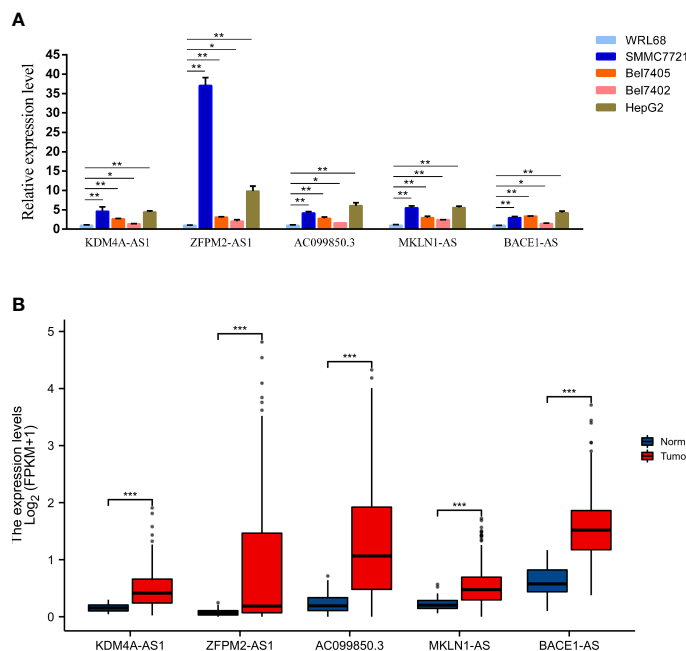 A
WRL68
SMMC7721
Bel7405
Bel7402
HepG2
Relative expression level
45
40
35
30
25
20
15
10
5
0
** ** * **
** ** * **
** ** * **
** ** ** **
** ** * **
KDM4A-AS1 ZFPM2-AS1 AC099850.3 MKLN1-AS BACE1-AS
B
The expression levels
Log2 (FPKM+1)
5
4
3
2
1
0
*** *** *** *** ***
Norm
Tumo
KDM4A-AS1 ZFPM2-AS1 AC099850.3 MKLN1-AS BACE1-AS